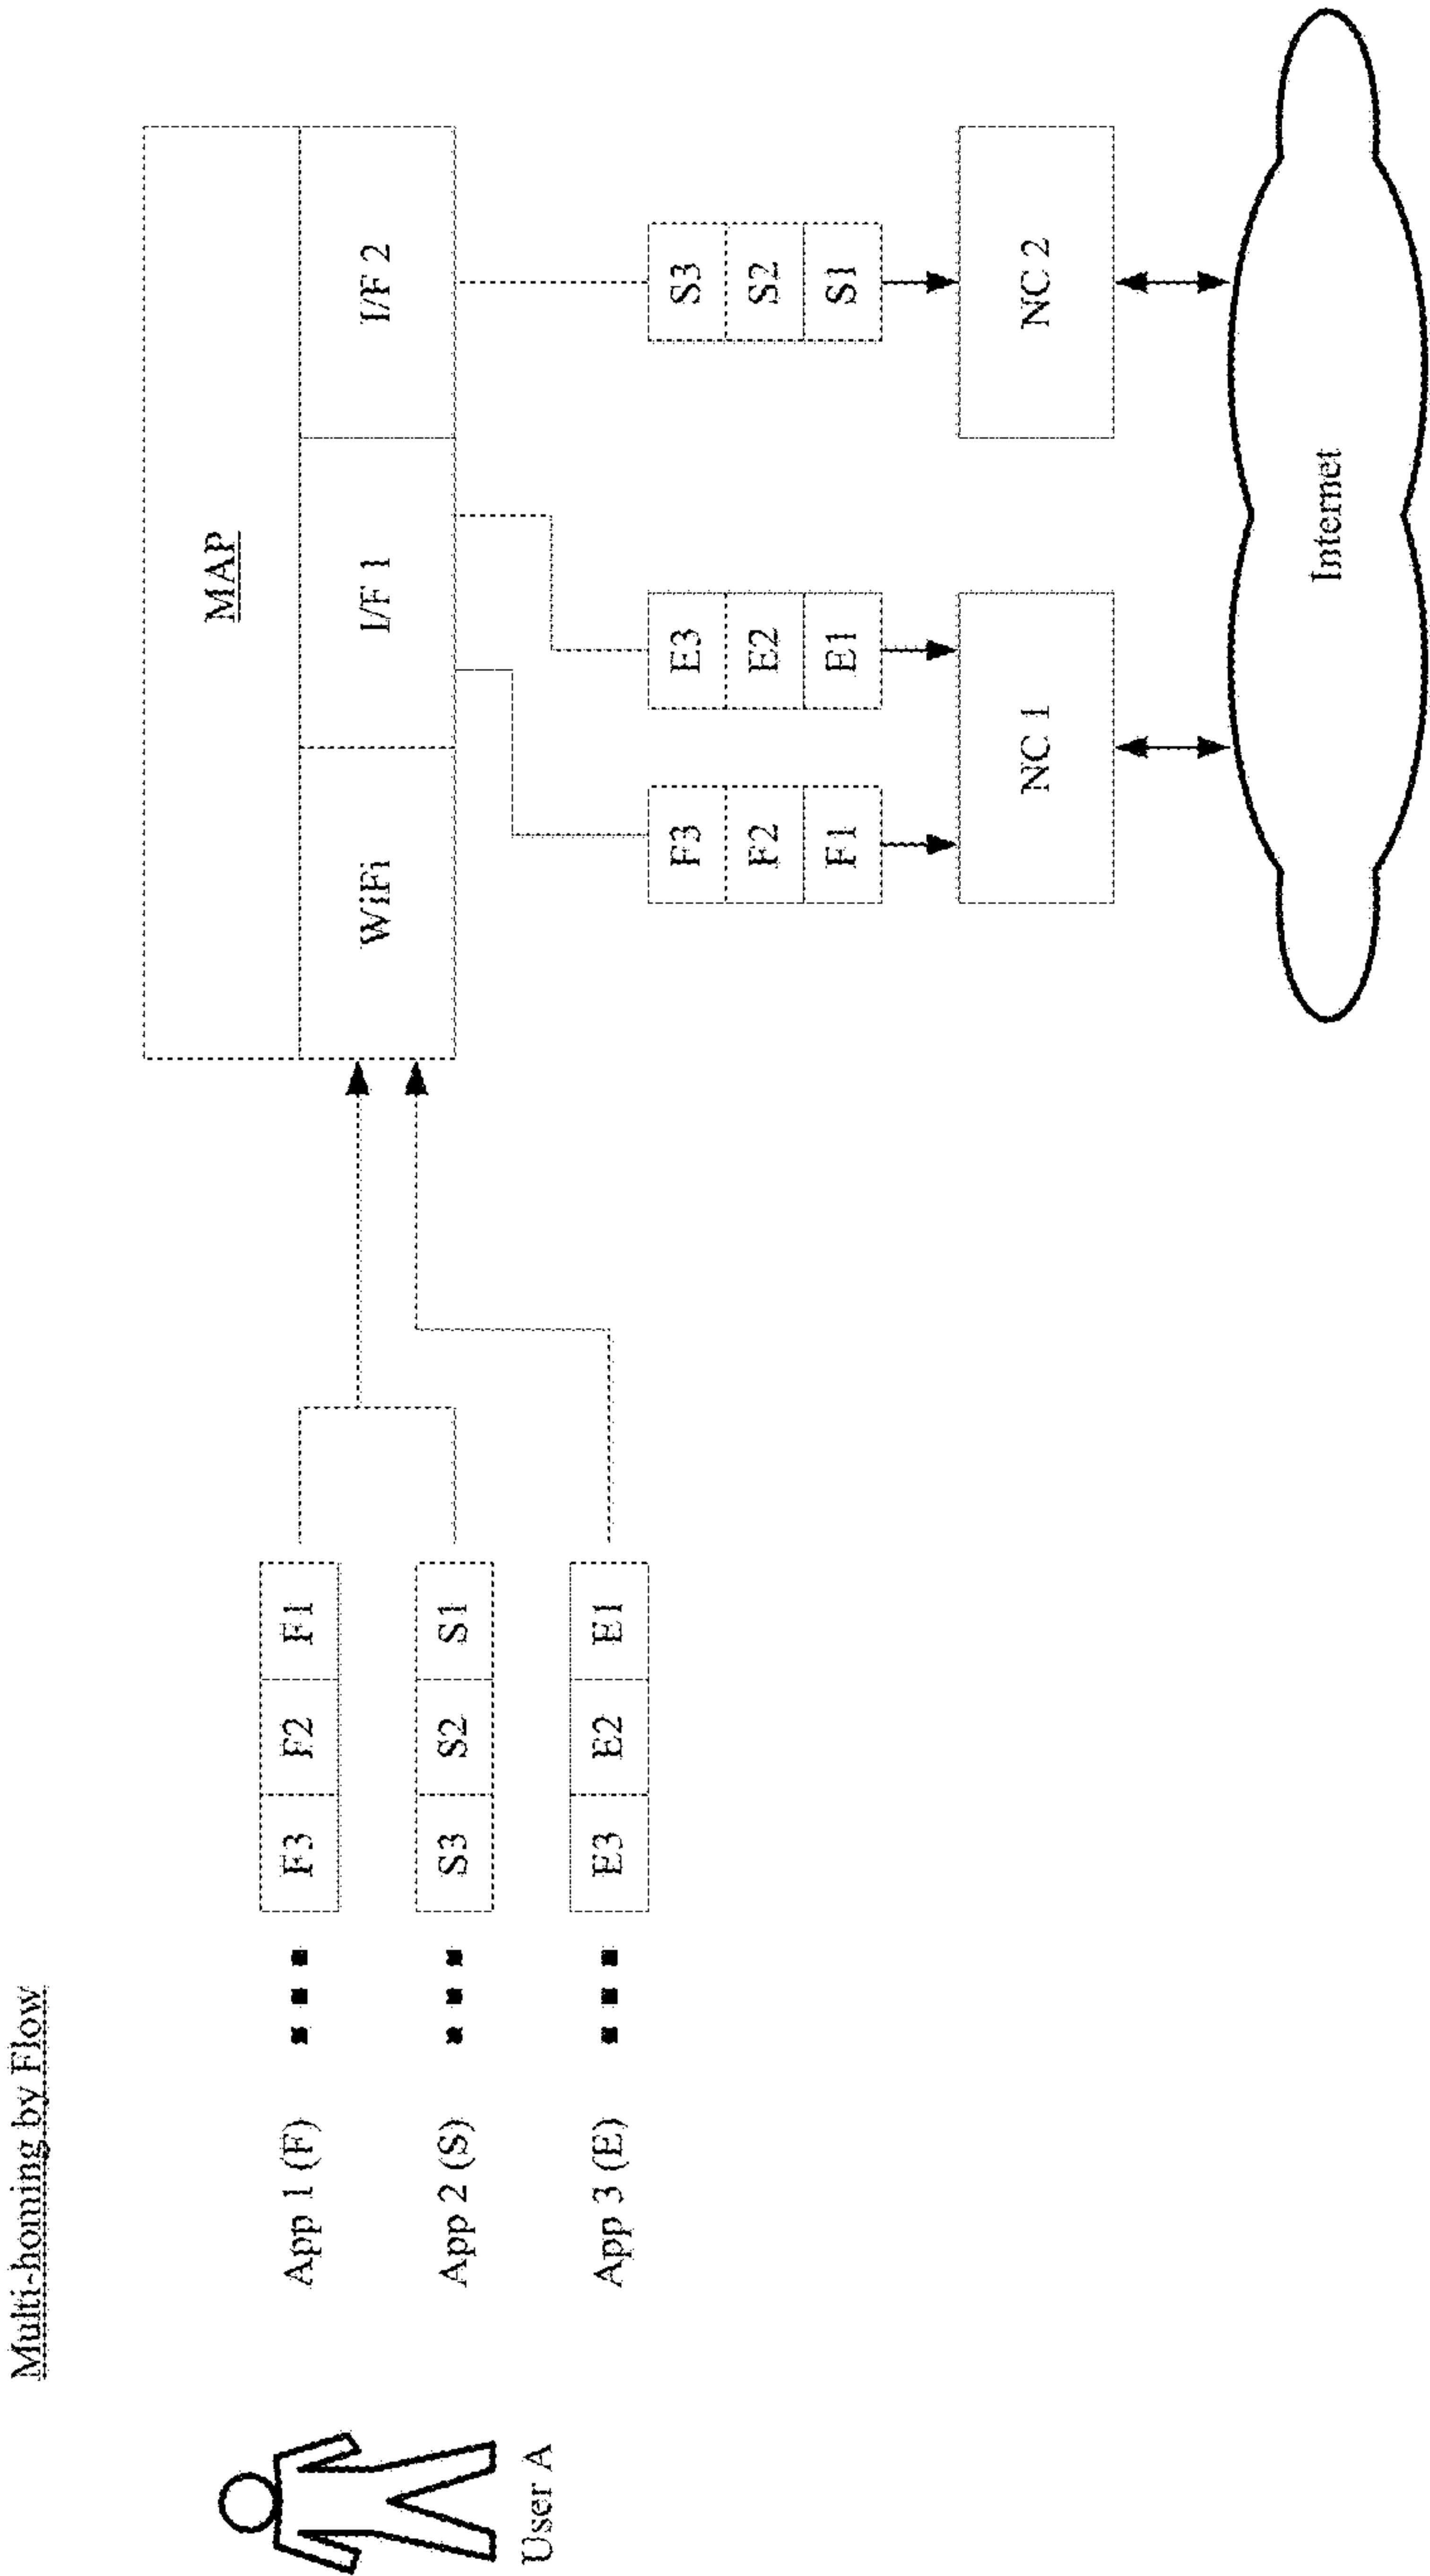 Multi-homing by Flow
User A
App 1 (F)
F3 F2 F1
App 2 (S)
S3 S2 S1
App 3 (E)
E3 E2 E1
MAP
WiFi
I/F 1
I/F 2
F3
F2
F1
E3
E2
E1
S3
S2
S1
NC 1
NC 2
Internet